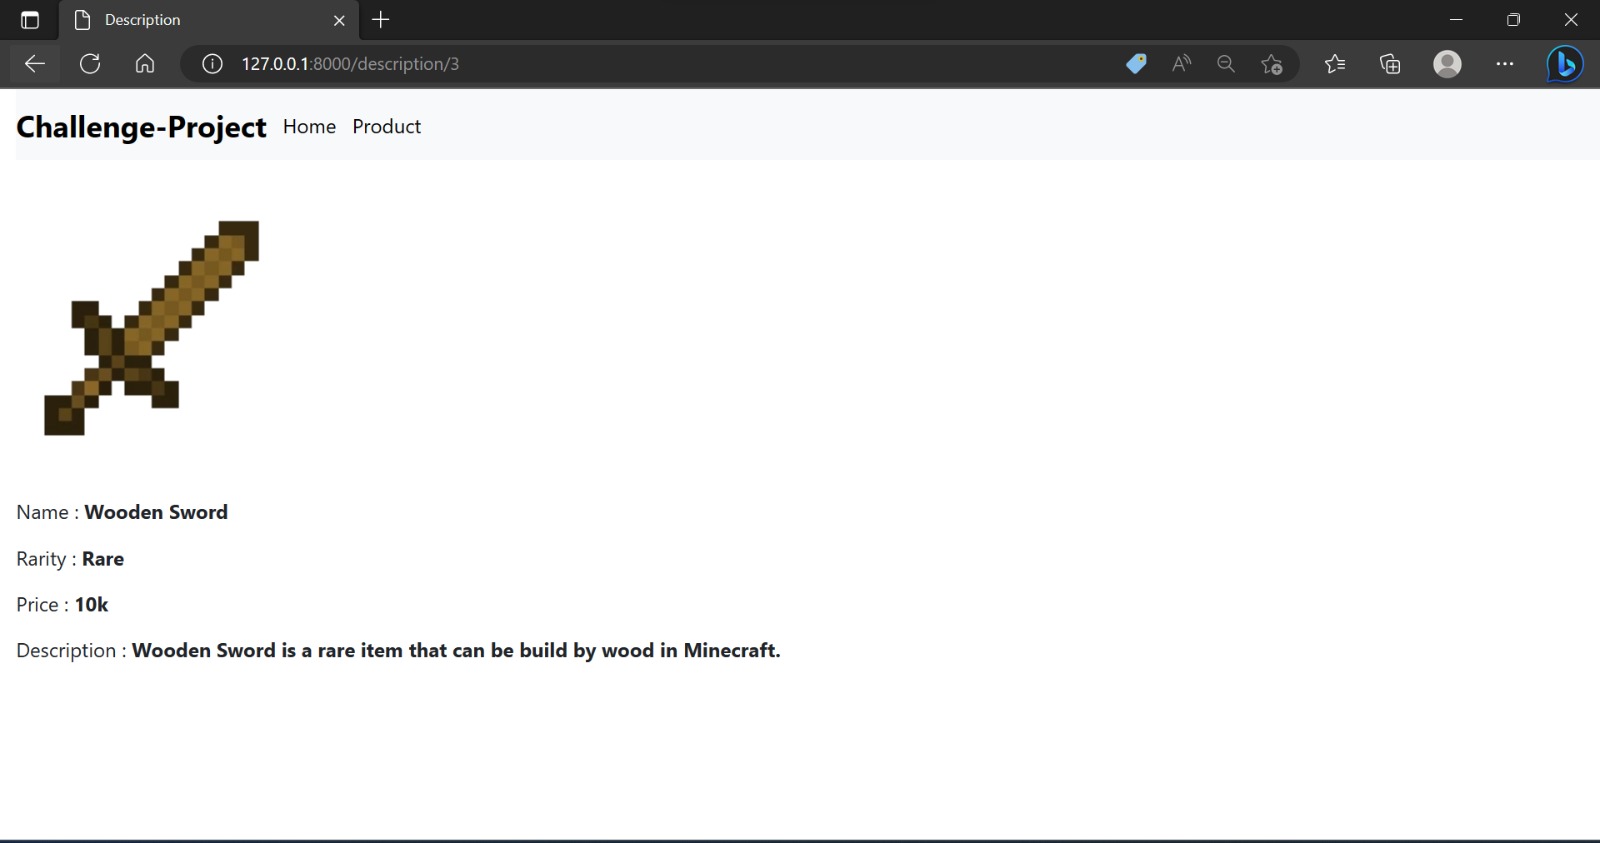 Description
127.0.0.1:8000/description/3
Challenge-Project Home Product
Name : Wooden Sword
Rarity : Rare
Price : 10k
Description : Wooden Sword is a rare item that can be build by wood in Minecraft.